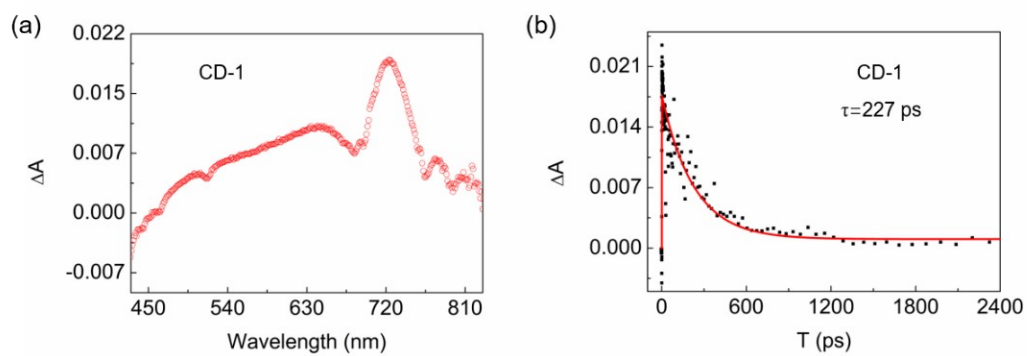 (a)
CD-1
0.022
0.015
0.007
0.000
-0.007
ΔA
450 540 630 720 810
Wavelength (nm)
(b)
CD-1
τ=227 ps
0.021
0.014
0.007
0.000
ΔA
0 600 1200 1800 2400
T (ps)